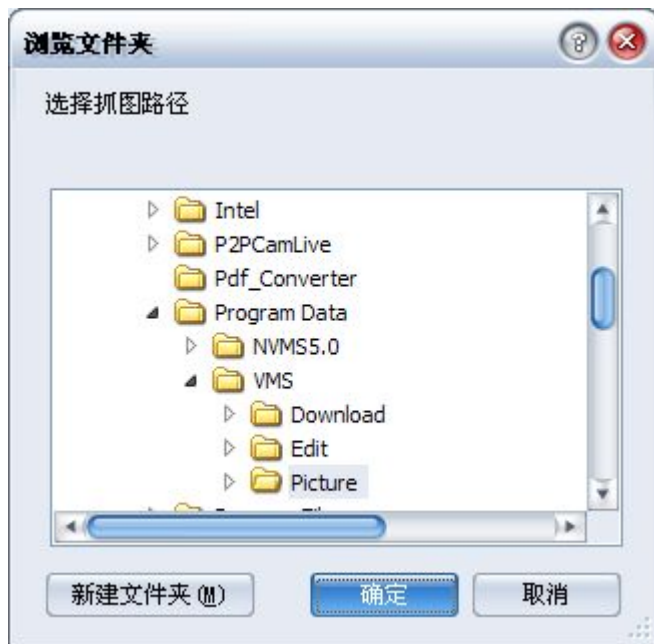 浏览文件夹
选择抓图路径
Intel
P2PCamLive
Pdf_Converter
Program Data
NVMS5.0
VMS
Download
Edit
Picture
新建文件夹(M)
确定
取消